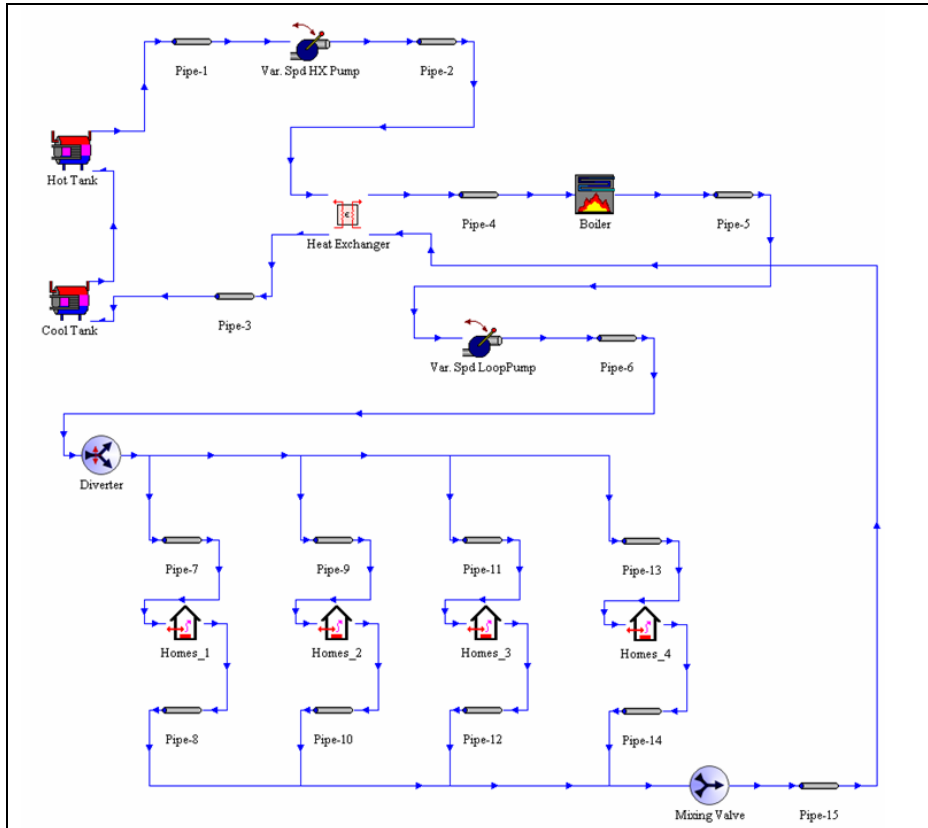 Pipe-1
Var. Spd HX Pump
Pipe-2
Hot Tank
Heat Exchanger
Pipe-4
Boiler
Pipe-5
Cool Tank
Pipe-3
Var. Spd LoopPump
Pipe-6
Diverter
Pipe-7
Pipe-9
Pipe-11
Pipe-13
Homes_1
Homes_2
Homes_3
Homes_4
Pipe-8
Pipe-10
Pipe-12
Pipe-14
Mixing Valve
Pipe-15